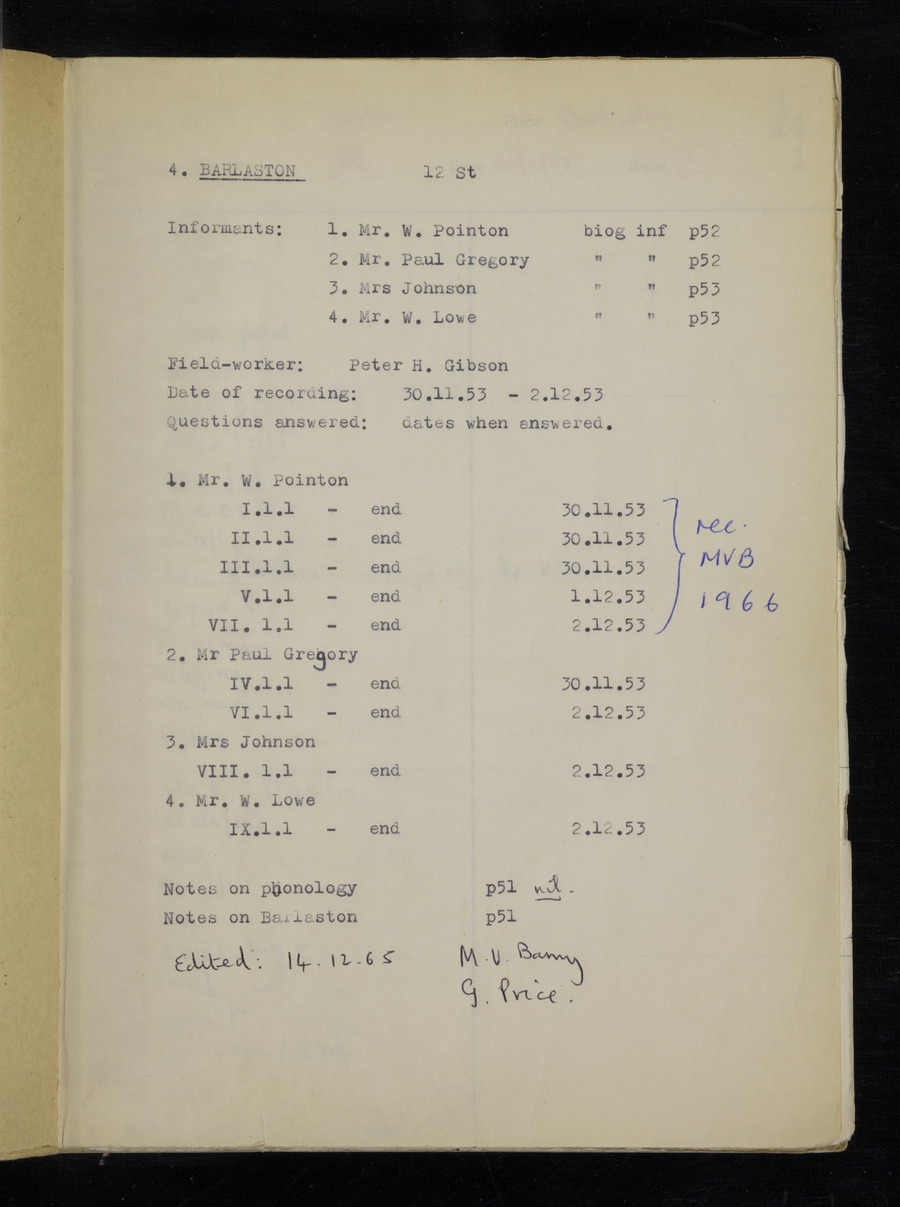 4. BARLASTON 12 St
Informants: 1. Mr. W. Pointon biog inf p52
2. Mr. Paul Gregory " " p52
3. Mrs Johnson " " p53
4. Mr. W. Lowe " " p53
Field-worker: Peter H. Gibson
Date of recording: 30.11.53 - 2.12.53
Questions answered: dates when answered.
1. Mr. W. Pointon
I.1.1 - end 30.11.53
II.1.1 - end 30.11.53
III.1.1 - end 30.11.53
V.1.1 - end 1.12.53
VII. 1.1 - end 2.12.53
rec.
MVB
1966
2. Mr Paul Gregory
IV.1.1 - end 30.11.53
VI.1.1 - end 2.12.53
3. Mrs Johnson
VIII. 1.1 - end 2.12.53
4. Mr. W. Lowe
IX.1.1 - end 2.12.53
Notes on phonology p51 nil.
Notes on Barlaston p51
Edited: 14.12.65 M.V. Barry
G. Price.